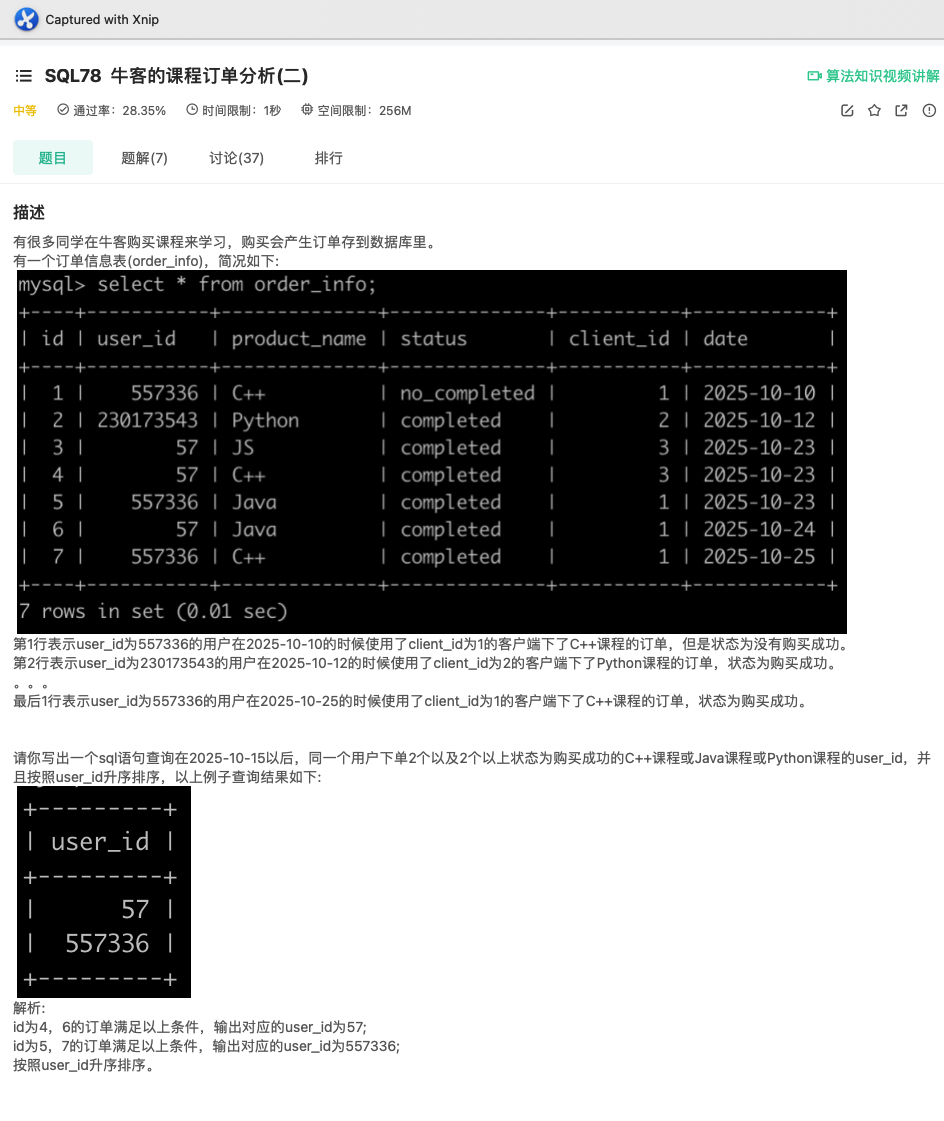 Captured with Xnip
SQL78 牛客的课程订单分析(二)
算法知识视频讲解
中等 通过率：28.35% 时间限制：1秒 空间限制：256M
题目 题解(7) 讨论(37) 排行
描述
有很多同学在牛客购买课程来学习，购买会产生订单存到数据库里。
有一个订单信息表(order_info)，简况如下:
mysql> select * from order_info;
+----+-----------+--------------+--------------+-----------+------------+
| id | user_id | product_name | status | client_id | date |
+----+-----------+--------------+--------------+-----------+------------+
| 1 | 557336 | C++ | no_completed | 1 | 2025-10-10 |
| 2 | 230173543 | Python | completed | 2 | 2025-10-12 |
| 3 | 57 | JS | completed | 3 | 2025-10-23 |
| 4 | 57 | C++ | completed | 3 | 2025-10-23 |
| 5 | 557336 | Java | completed | 1 | 2025-10-23 |
| 6 | 57 | Java | completed | 1 | 2025-10-24 |
| 7 | 557336 | C++ | completed | 1 | 2025-10-25 |
+----+-----------+--------------+--------------+-----------+------------+
7 rows in set (0.01 sec)
第1行表示user_id为557336的用户在2025-10-10的时候使用了client_id为1的客户端下了C++课程的订单，但是状态为没有购买成功。
第2行表示user_id为230173543的用户在2025-10-12的时候使用了client_id为2的客户端下了Python课程的订单，状态为购买成功。
。。。
最后1行表示user_id为557336的用户在2025-10-25的时候使用了client_id为1的客户端下了C++课程的订单，状态为购买成功。
请你写出一个sql语句查询在2025-10-15以后，同一个用户下单2个以及2个以上状态为购买成功的C++课程或Java课程或Python课程的user_id，并
且按照user_id升序排序，以上例子查询结果如下:
+---------+
| user_id |
+---------+
| 57 |
| 557336 |
+---------+
解析:
id为4，6的订单满足以上条件，输出对应的user_id为57;
id为5，7的订单满足以上条件，输出对应的user_id为557336;
按照user_id升序排序。